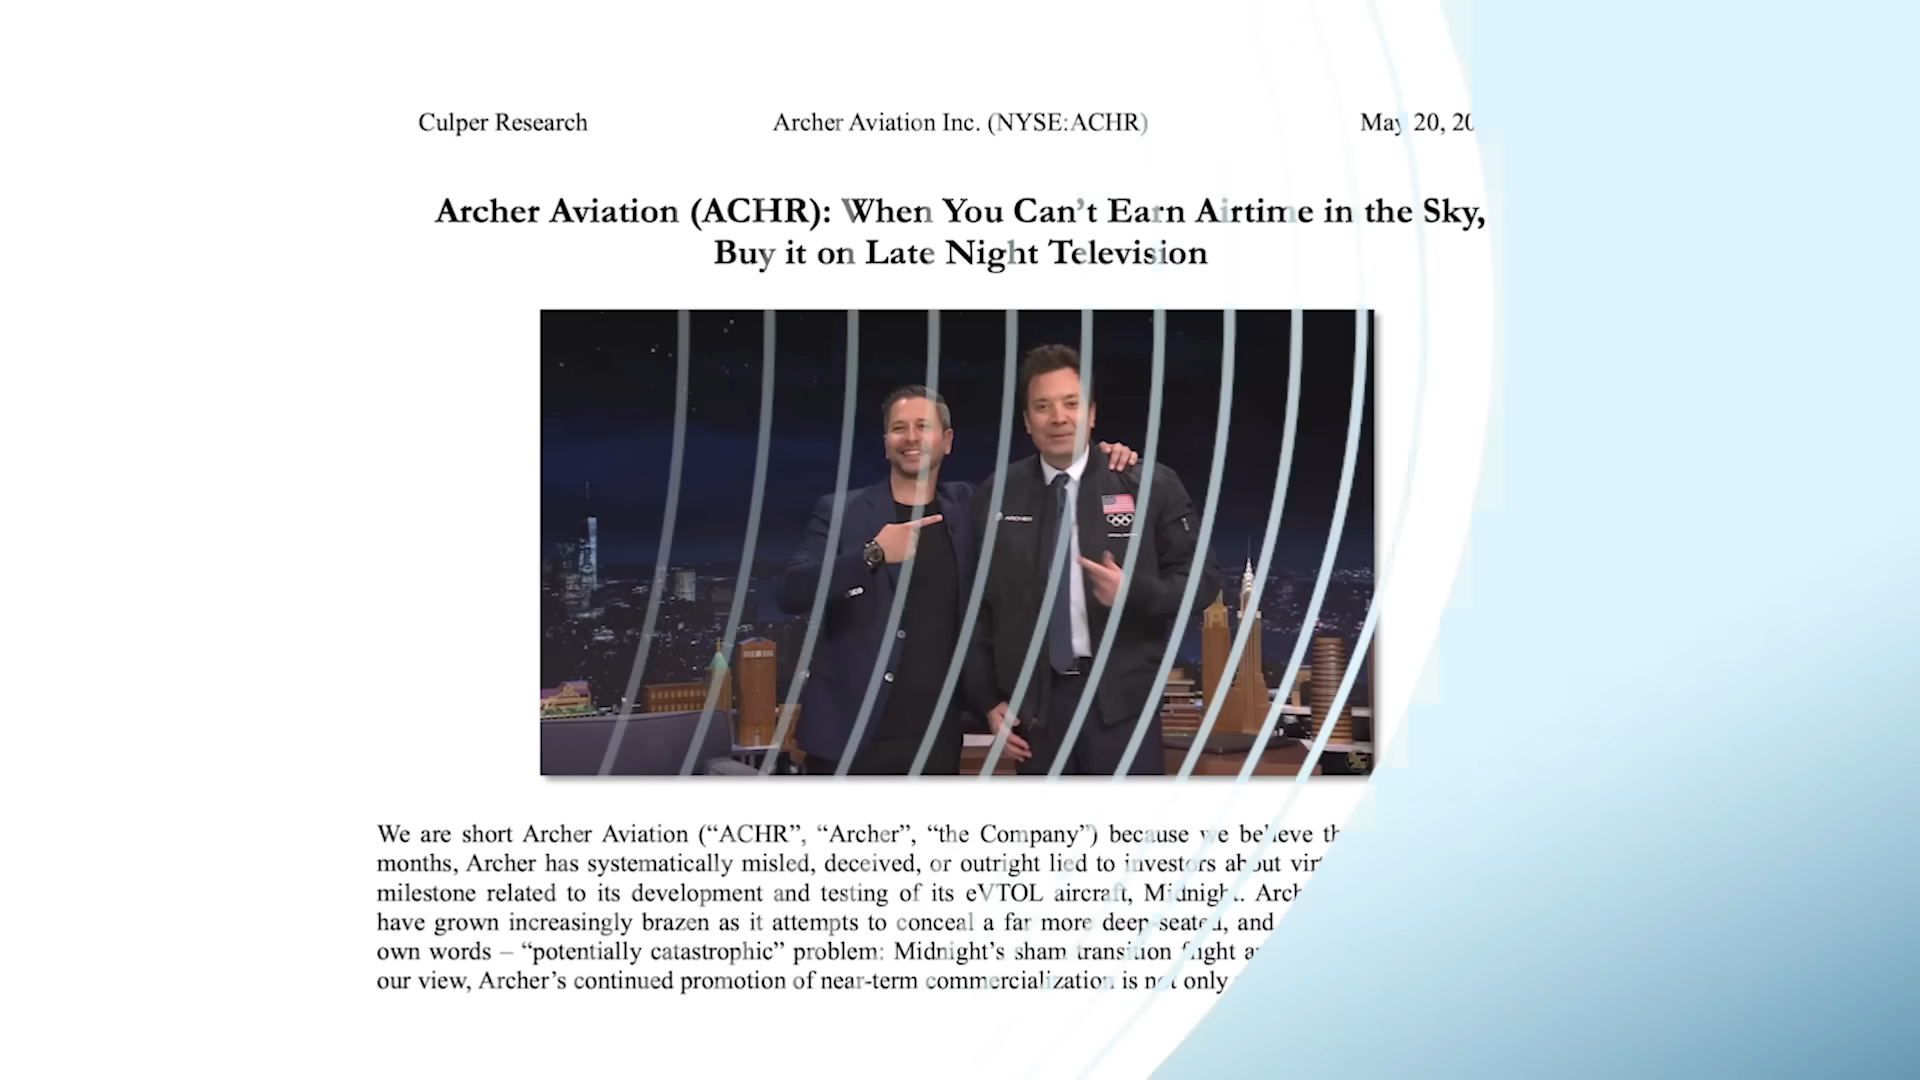 Culper Research Archer Aviation Inc. (NYSE:ACHR) May 20, 20
Archer Aviation (ACHR): When You Can’t Earn Airtime in the Sky,
Buy it on Late Night Television
ARCHER
We are short Archer Aviation (“ACHR”, “Archer”, “the Company”) because we believe th
months, Archer has systematically misled, deceived, or outright lied to investors about vir
milestone related to its development and testing of its eVTOL aircraft, Midnight. Arch
have grown increasingly brazen as it attempts to conceal a far more deep-seated, and
own words – “potentially catastrophic” problem: Midnight’s sham transition flight a
our view, Archer’s continued promotion of near-term commercialization is not only